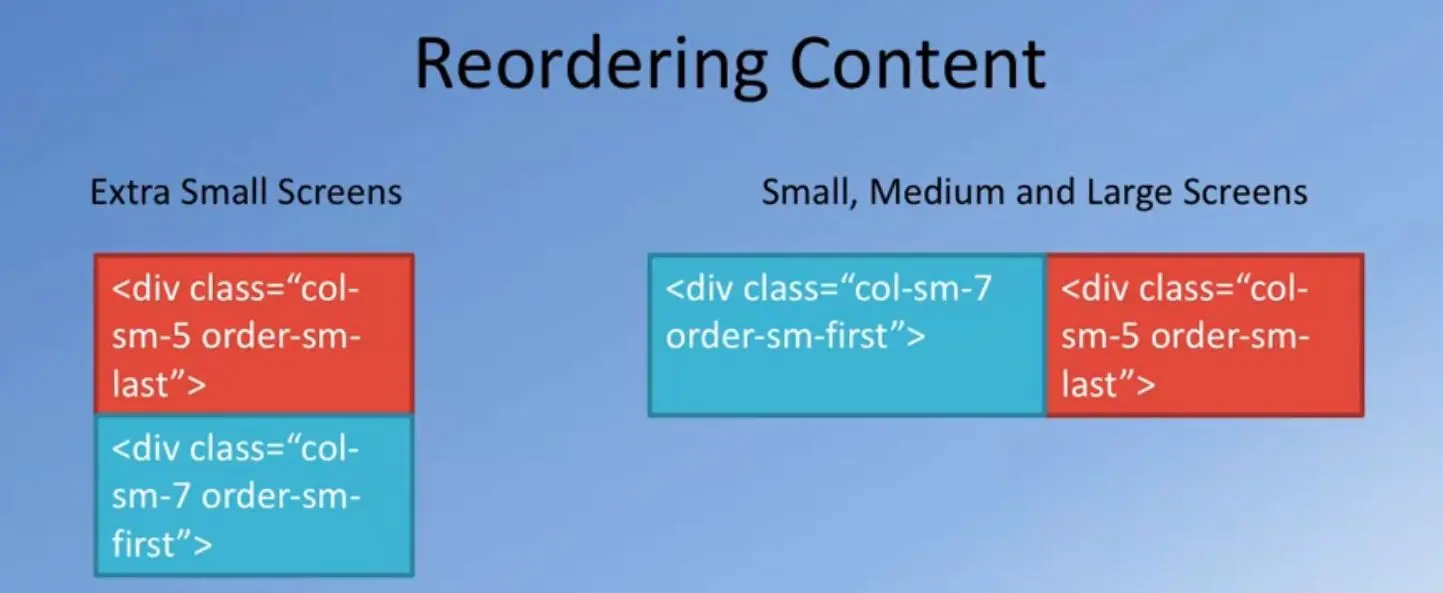 Reordering Content
Extra Small Screens
<div class=“col-
sm-5 order-sm-
last”>
<div class=“col-
sm-7 order-sm-
first”>
Small, Medium and Large Screens
<div class=“col-sm-7
order-sm-first”>
<div class=“col-
sm-5 order-sm-
last”>